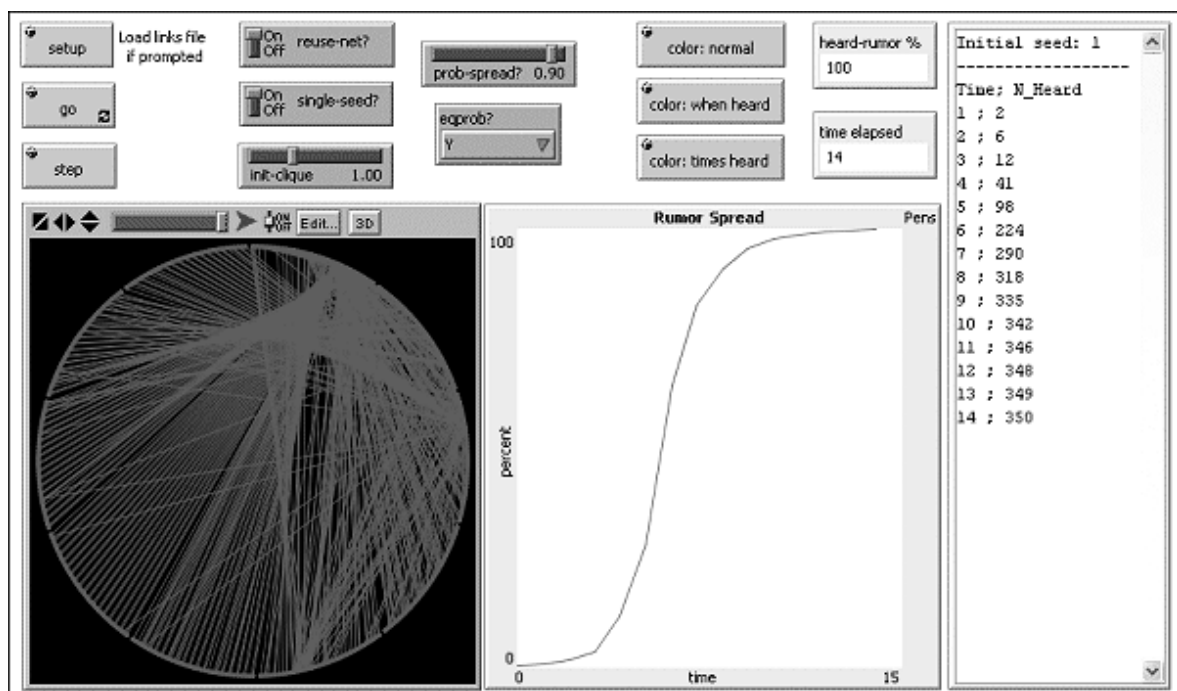 setup
Load links file
if prompted
go
step
On
Off
reuse-net?
On
Off
single-seed?
init-clique 1.00
prob-spread? 0.90
eqprob?
Y
color: normal
color: when heard
color: times heard
heard-rumor %
100
time elapsed
14
ON
OFF
Edit...
3D
Rumor Spread
Pens
100
percent
0
0
time
15
Initial seed: 1
------------------
Time; N_Heard
1 ; 2
2 ; 6
3 ; 12
4 ; 41
5 ; 98
6 ; 224
7 ; 290
8 ; 318
9 ; 335
10 ; 342
11 ; 346
12 ; 348
13 ; 349
14 ; 350